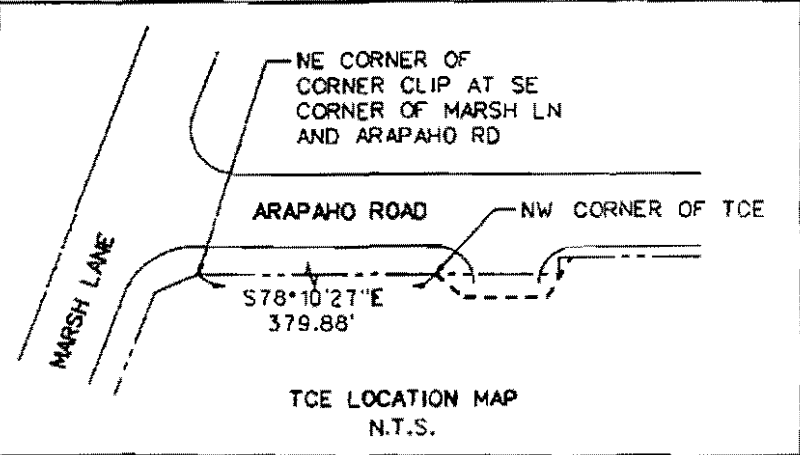 NE CORNER OF
CORNER CLIP AT SE
CORNER OF MARSH LN
AND ARAPAHO RD
ARAPAHO ROAD
NW CORNER OF TCE
MARSH LANE
S78°10'27"E
379.88'
TCE LOCATION MAP
N.T.S.